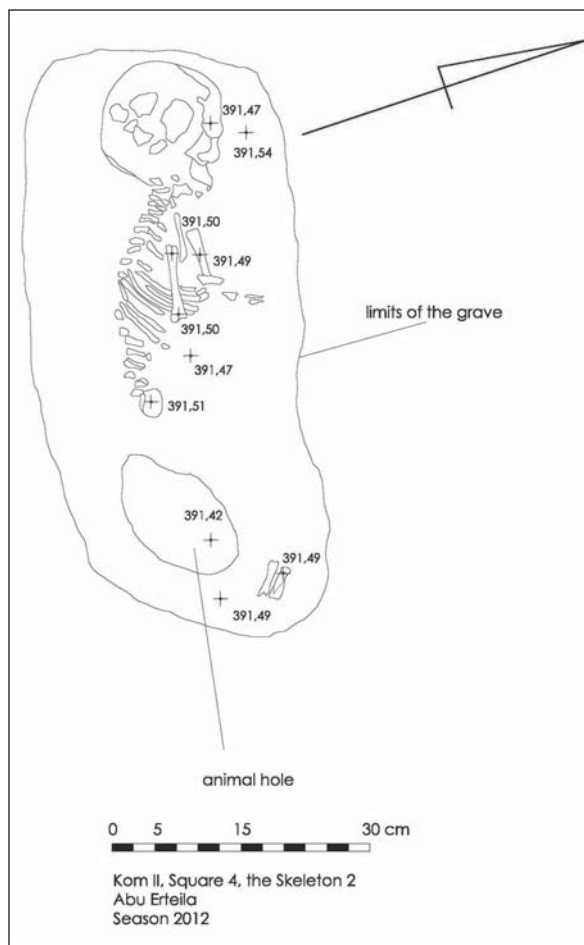 391,47
391,54
391,50
391,49
391,50
391,47
391,51
limits of the grave
391,42
391,49
391,49
animal hole
0 5 15 30 cm
Kom II, Square 4, the Skeleton 2
Abu Erteila
Season 2012